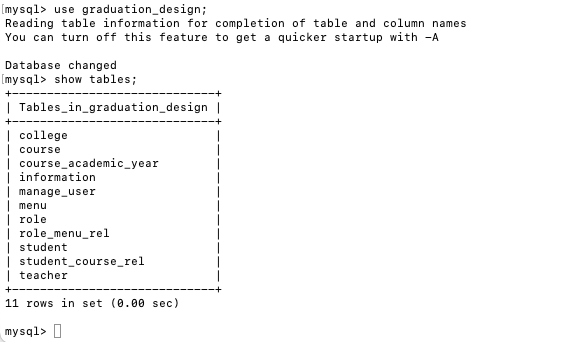 [mysql> use graduation_design;
Reading table information for completion of table and column names
You can turn off this feature to get a quicker startup with -A

Database changed
[mysql> show tables;
+-----------------------------+
| Tables_in_graduation_design |
+-----------------------------+
| college                     |
| course                      |
| course_academic_year        |
| information                 |
| manage_user                 |
| menu                        |
| role                        |
| role_menu_rel               |
| student                     |
| student_course_rel          |
| teacher                     |
+-----------------------------+
11 rows in set (0.00 sec)

mysql>